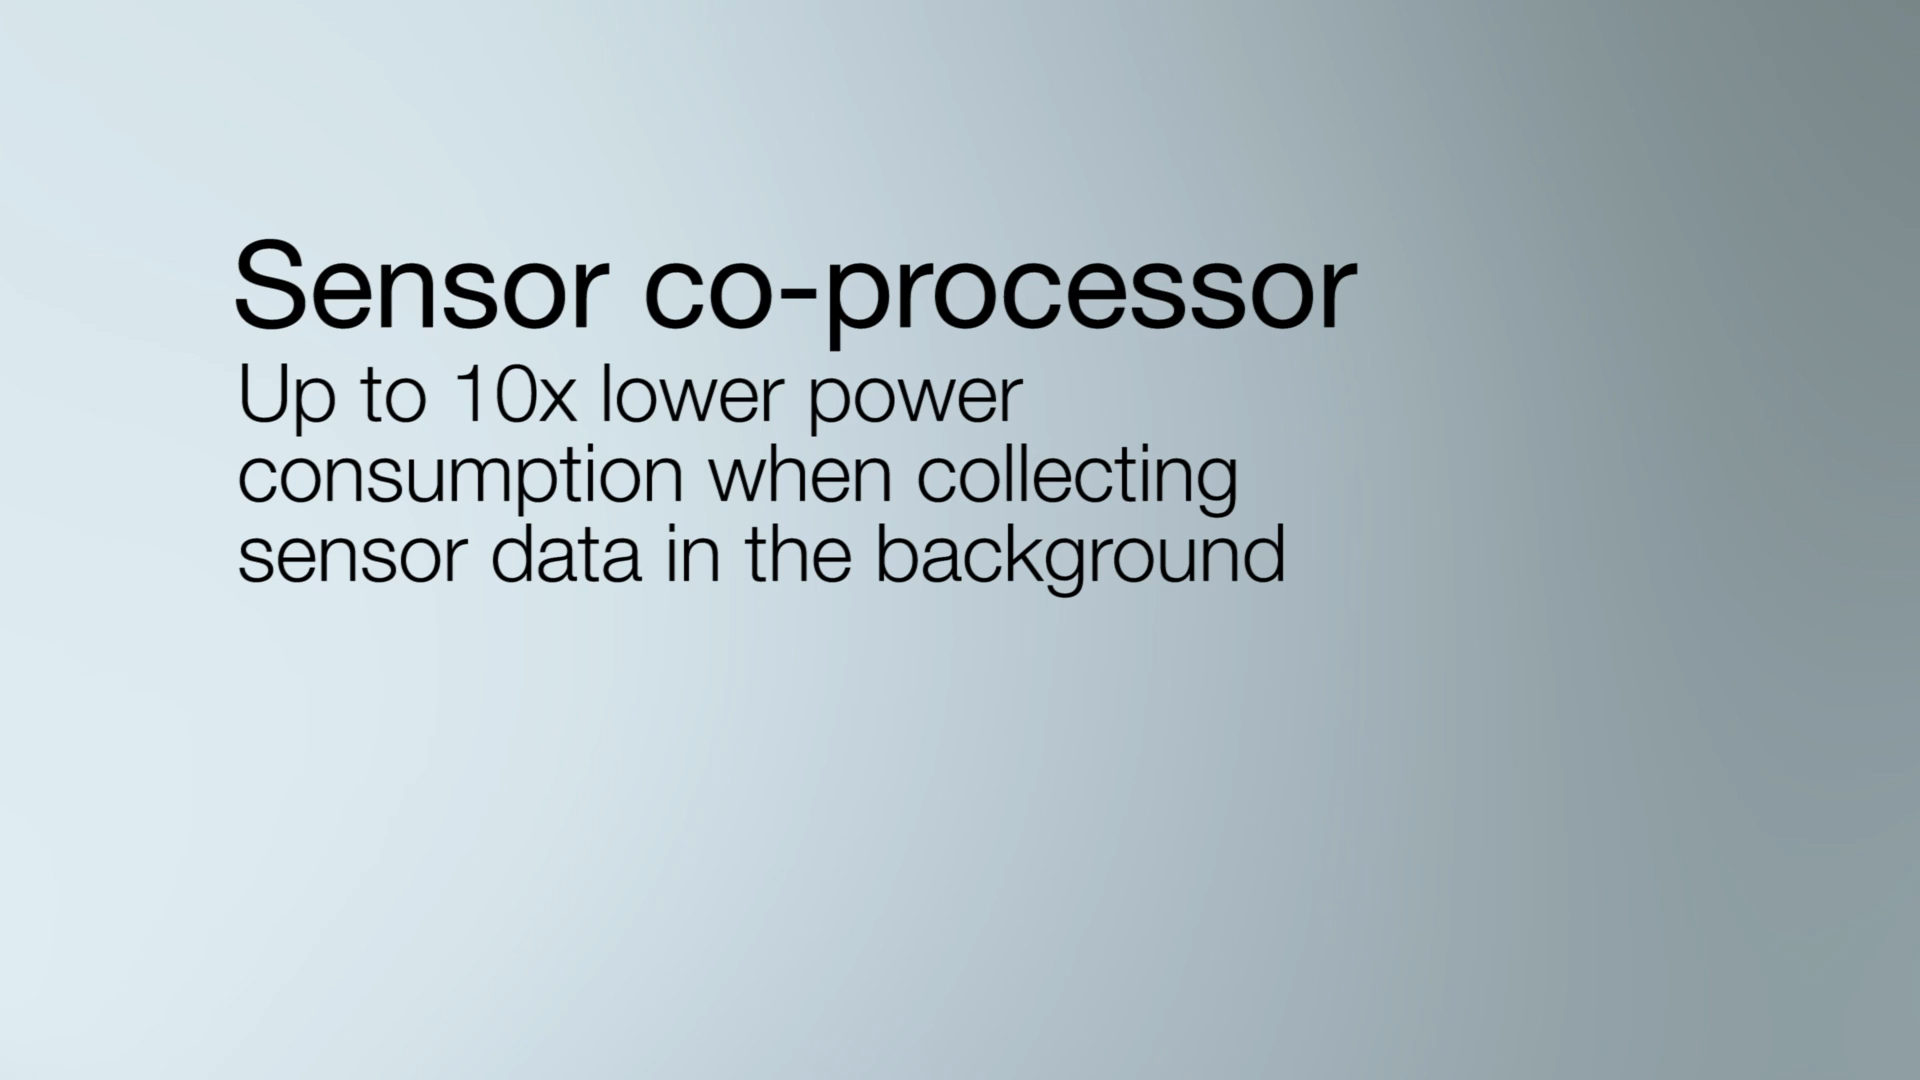 Sensor co-processor
Up to 10x lower power
consumption when collecting
sensor data in the background